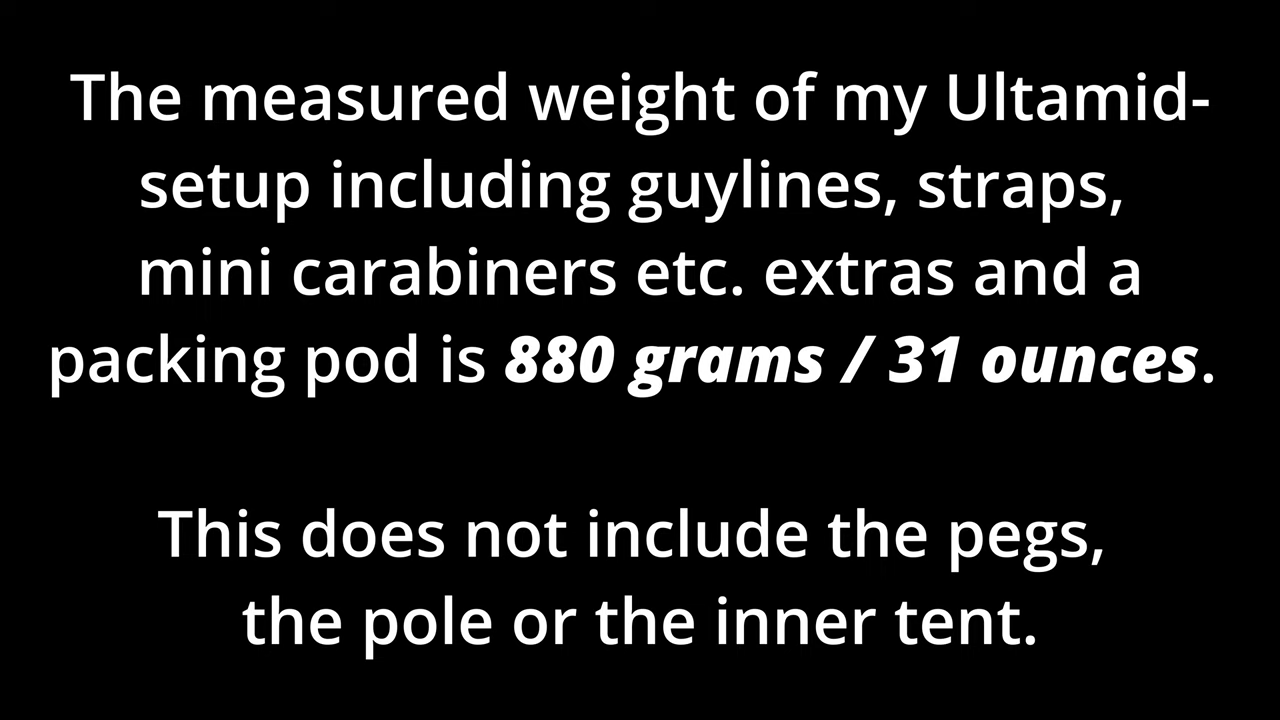 The measured weight of my Ultamid-
setup including guylines, straps,
mini carabiners etc. extras and a
packing pod is 880 grams / 31 ounces.
This does not include the pegs,
the pole or the inner tent.